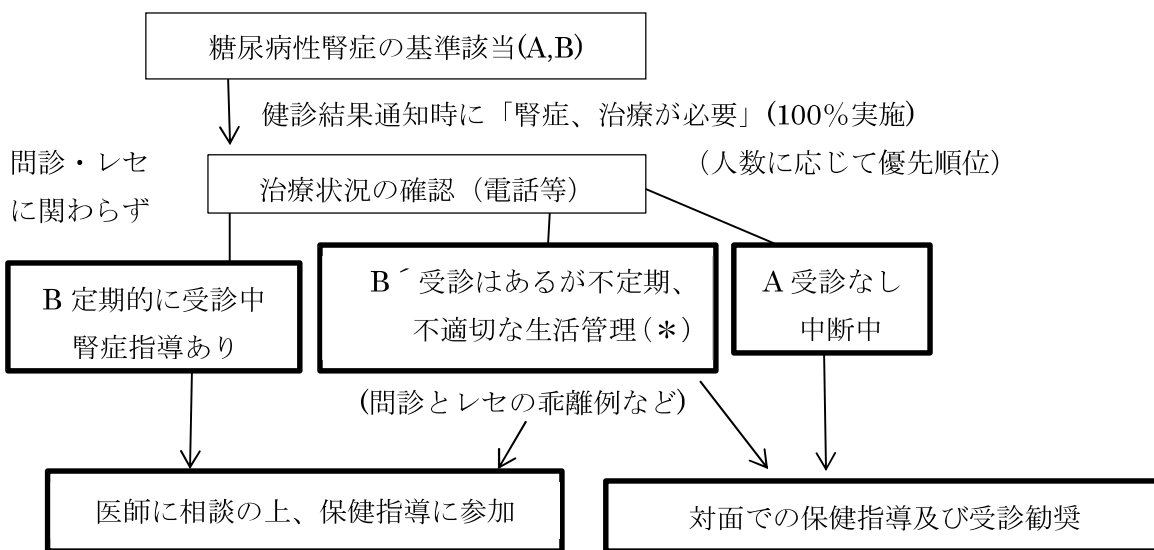 糖尿病性腎症の基準該当(A,B)
健診結果通知時に「腎症、治療が必要」(100%実施)
問診・レセ
に関わらず
(人数に応じて優先順位)
治療状況の確認(電話等)
B 定期的に受診中
腎症指導あり
B´受診はあるが不定期、
不適切な生活管理(＊)
A 受診なし
中断中
(問診とレセの乖離例など)
医師に相談の上、保健指導に参加
対面での保健指導及び受診勧奨